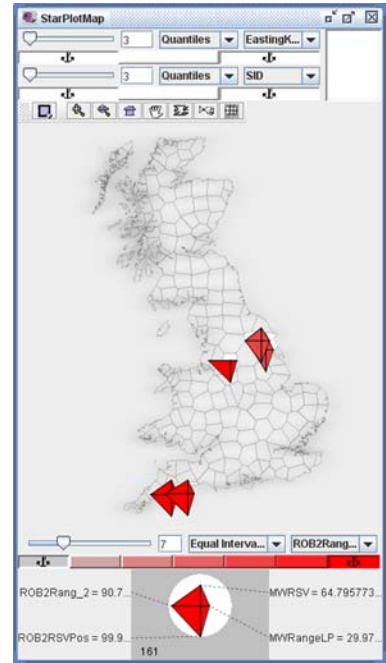 StarPlotMap
3 Quantiles EastingK...
3 Quantiles SID
7 Equal Interva... ROB2Rang...
ROB2Rang_2 = 90.7... MWRSV = 64.795773...
ROB2RSVPos = 99.9... MWRangeLP = 29.97...
161